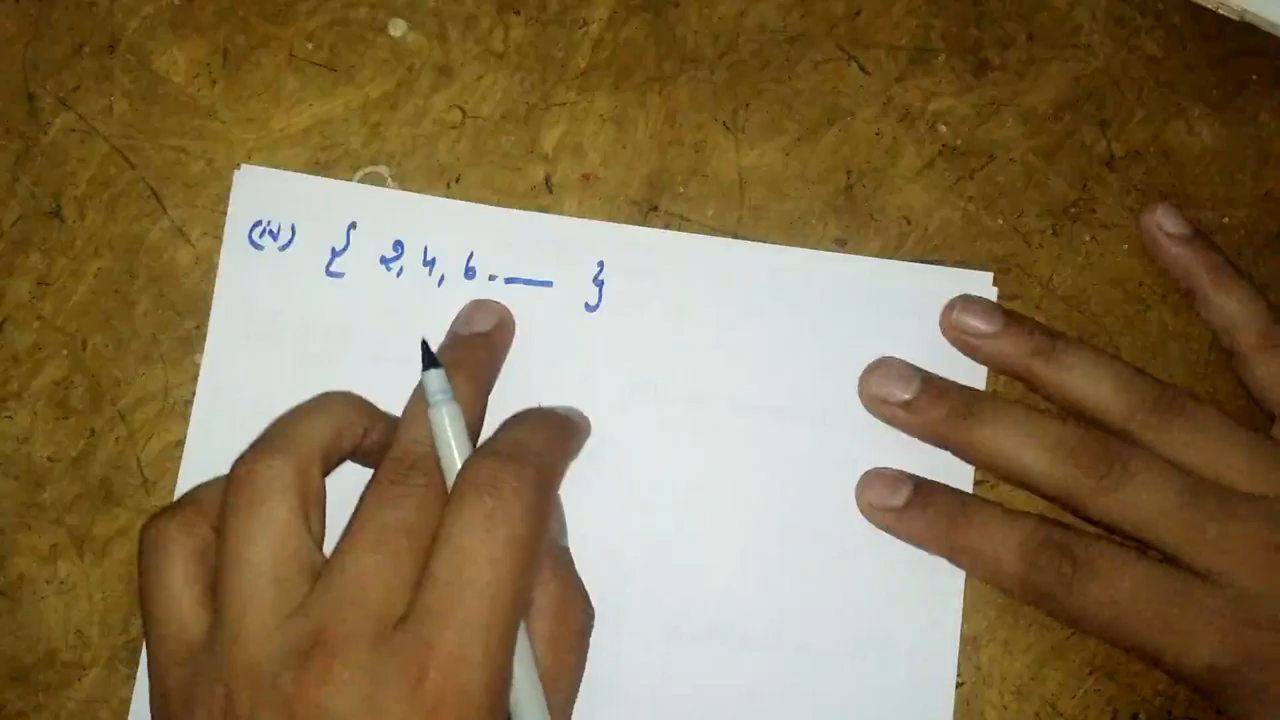 (iv) { 2, 4, 6 . — }